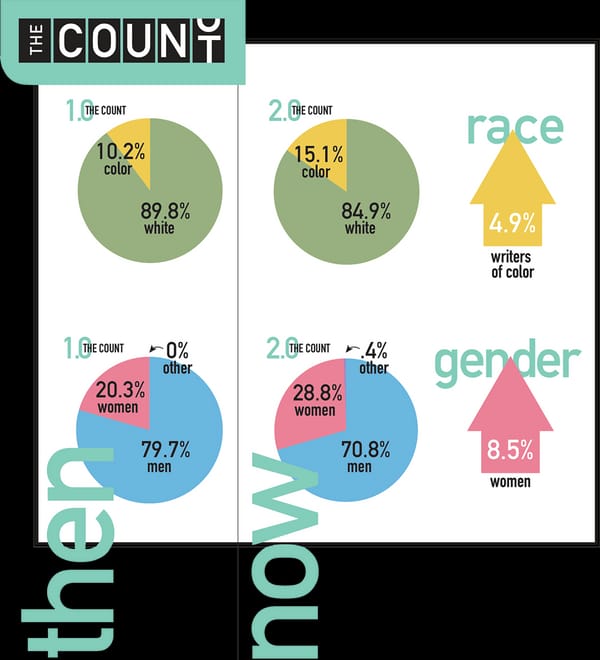 THE COUNT
1.0 THE COUNT
10.2%
color
89.8%
white
2.0 THE COUNT
15.1%
color
84.9%
white
race
4.9%
writers
of color
1.0 THE COUNT
0%
other
20.3%
women
79.7%
men
2.0 THE COUNT
.4%
other
28.8%
women
70.8%
men
gender
8.5%
women
then
now